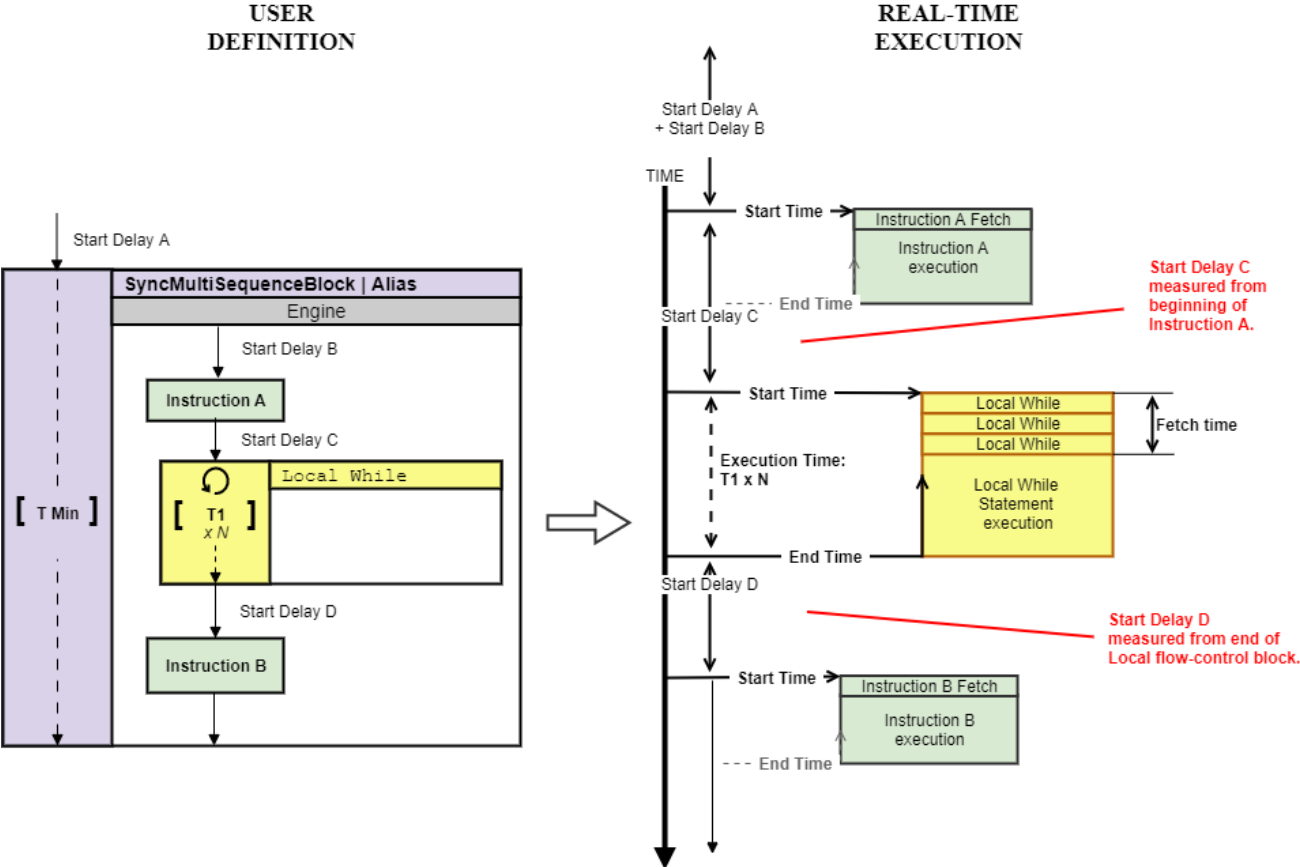 USER
DEFINITION
Start Delay A
SyncMultiSequenceBlock | Alias
Engine
Start Delay B
Instruction A
Start Delay C
Local While
[ T1 ]
x N
[ T Min ]
Start Delay D
Instruction B
REAL-TIME
EXECUTION
Start Delay A
+ Start Delay B
TIME
Start Time
Instruction A Fetch
Instruction A
execution
End Time
Start Delay C
Start Delay C
measured from
beginning of
Instruction A.
Start Time
Local While
Local While
Local While
Fetch time
Execution Time:
T1 x N
Local While
Statement
execution
End Time
Start Delay D
Start Delay D
measured from end of
Local flow-control block.
Start Time
Instruction B Fetch
Instruction B
execution
End Time